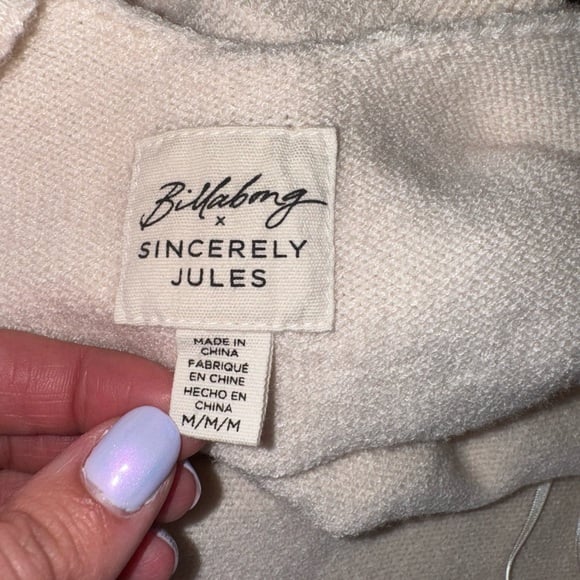 Billabong
x
SINCERELY
JULES
MADE IN
CHINA
FABRIQUÉ
EN CHINE
HECHO EN
CHINA
M/M/M